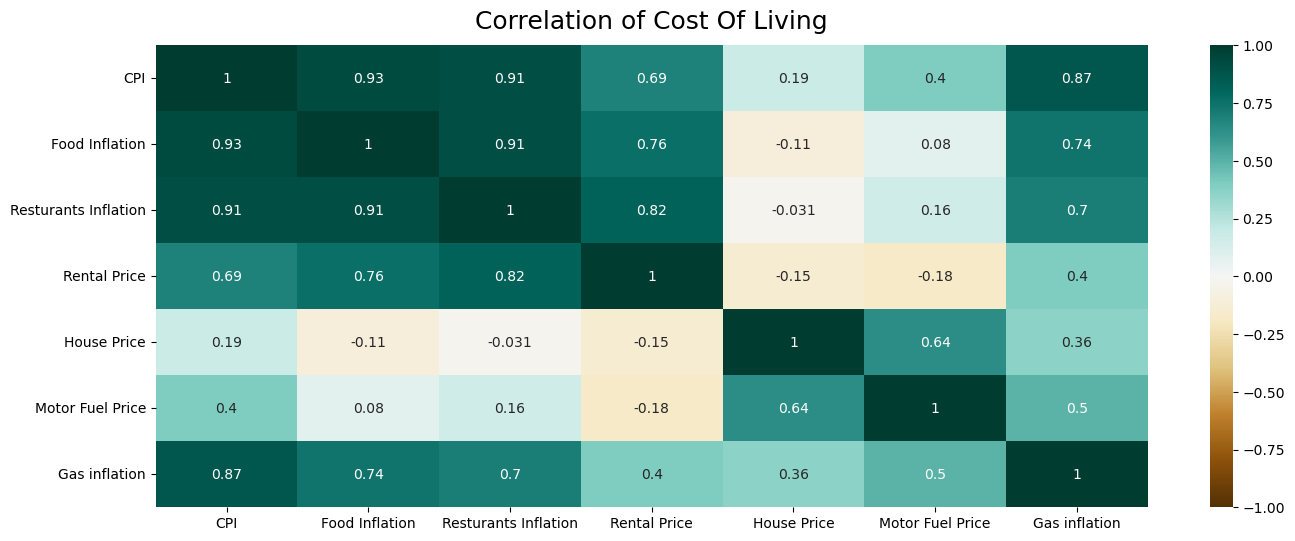 Correlation of Cost Of Living
CPI 1 0.93 0.91 0.69 0.19 0.4 0.87
Food Inflation 0.93 1 0.91 0.76 -0.11 0.08 0.74
Resturants Inflation 0.91 0.91 1 0.82 -0.031 0.16 0.7
Rental Price 0.69 0.76 0.82 1 -0.15 -0.18 0.4
House Price 0.19 -0.11 -0.031 -0.15 1 0.64 0.36
Motor Fuel Price 0.4 0.08 0.16 -0.18 0.64 1 0.5
Gas inflation 0.87 0.74 0.7 0.4 0.36 0.5 1
CPI Food Inflation Resturants Inflation Rental Price House Price Motor Fuel Price Gas inflation
1.00
0.75
0.50
0.25
0.00
−0.25
−0.50
−0.75
−1.00